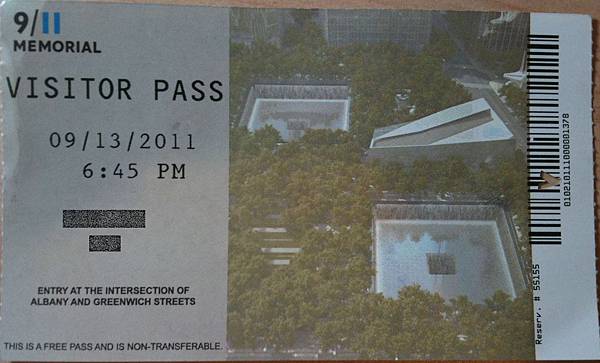 9/11
MEMORIAL
VISITOR PASS
09/13/2011
6:45 PM
ENTRY AT THE INTERSECTION OF
ALBANY AND GREENWICH STREETS
THIS IS A FREE PASS AND IS NON-TRANSFERABLE.
Reserv. # 55155
0102101110000001378